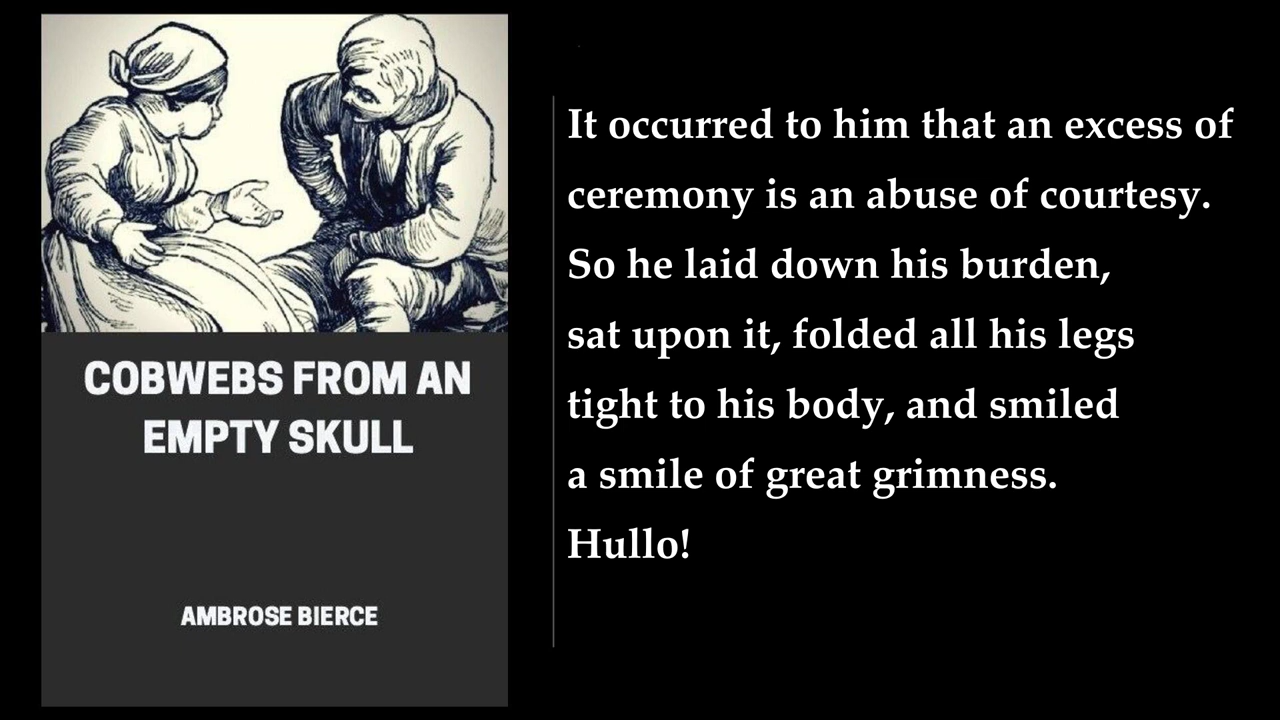 COBWEBS FROM AN
EMPTY SKULL
AMBROSE BIERCE
It occurred to him that an excess of
ceremony is an abuse of courtesy.
So he laid down his burden,
sat upon it, folded all his legs
tight to his body, and smiled
a smile of great grimness.
Hullo!